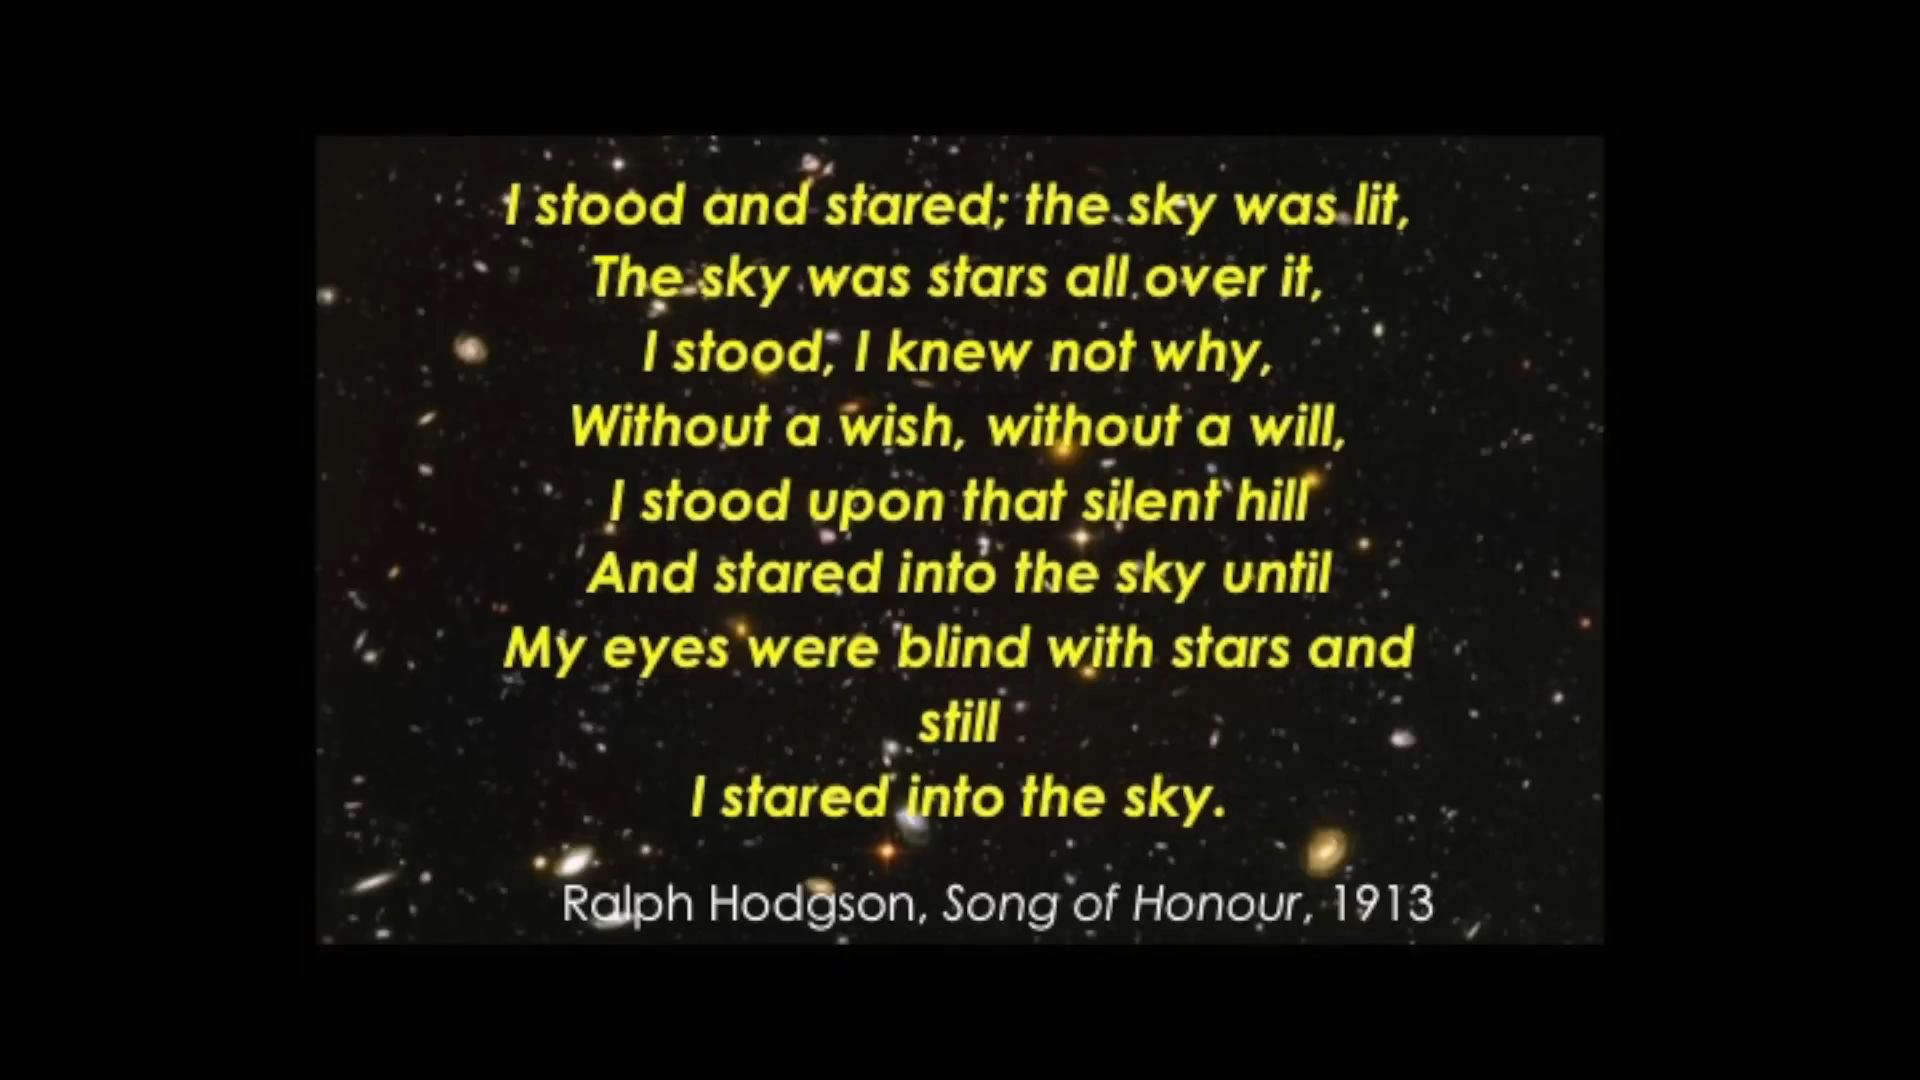 I stood and stared; the sky was lit,
The sky was stars all over it,
I stood, I knew not why,
Without a wish, without a will,
I stood upon that silent hill
And stared into the sky until
My eyes were blind with stars and
still
I stared into the sky.
Ralph Hodgson, Song of Honour, 1913